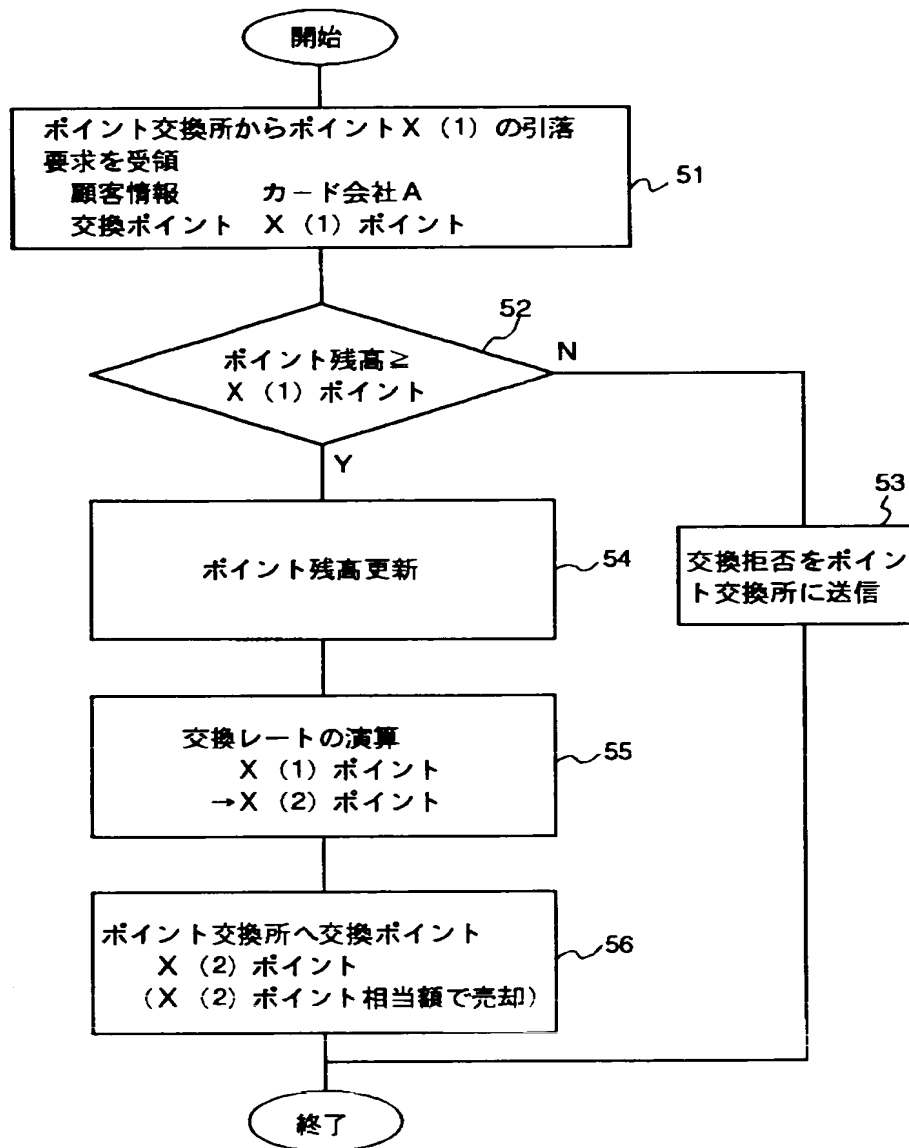 開始
ポイント交換所からポイントX(1)の引落
要求を受領
顧客情報 カード会社A
交換ポイント X(1)ポイント
51
52
ポイント残高≧
X(1)ポイント
N
Y
53
交換拒否をポイン
ト交換所に送信
ポイント残高更新
54
交換レートの演算
X(1)ポイント
→X(2)ポイント
55
ポイント交換所へ交換ポイント
X(2)ポイント
(X(2)ポイント相当額で売却)
56
終了